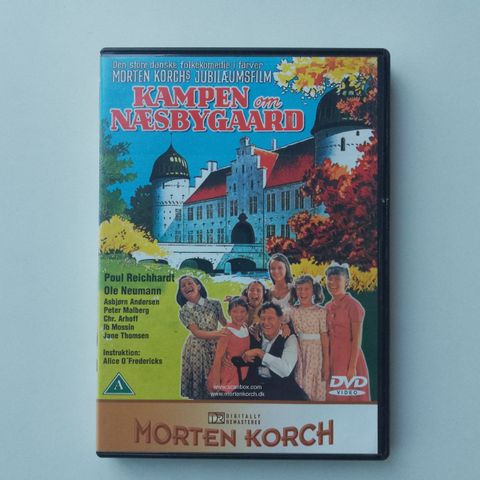 Den store danske folkekomedie i farver
MORTEN KORCHS JUBILÆUMSFILM
KAMPEN om
NÆSBYGAARD
Poul Reichhardt
Ole Neumann
Asbjørn Andersen
Peter Malberg
Chr. Arhoff
Ib Mossin
Jane Thomsen
Instruktion:
Alice O'Fredericks
A
www.scanbox.com
www.mortenkorch.dk
DVD
VIDEO
DIGITALLY
REMASTERED
MORTEN KORCH